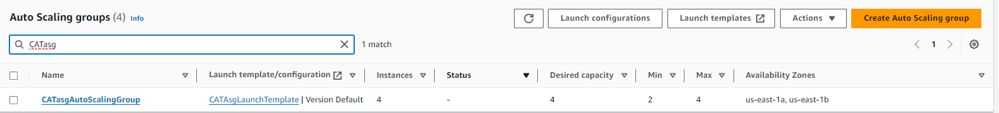 Auto Scaling groups (4) Info
Launch configurations Launch templates Actions Create Auto Scaling group
CATasg 1 match 1
Name Launch template/configuration Instances Status Desired capacity Min Max Availability Zones
CATasgAutoScalingGroup CATAsgLaunchTemplate | Version Default 4 - 4 2 4 us-east-1a, us-east-1b